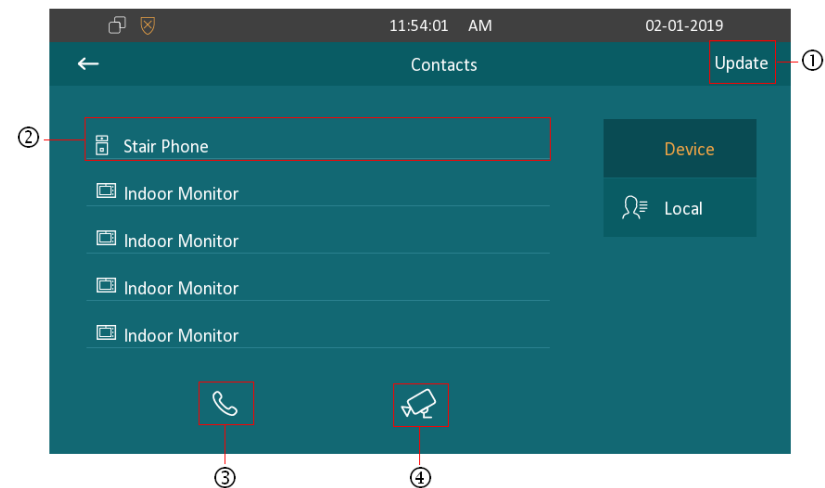 11:54:01 AM 02-01-2019
Contacts Update ①
② Stair Phone Device
Indoor Monitor Local
Indoor Monitor
Indoor Monitor
Indoor Monitor
③ ④